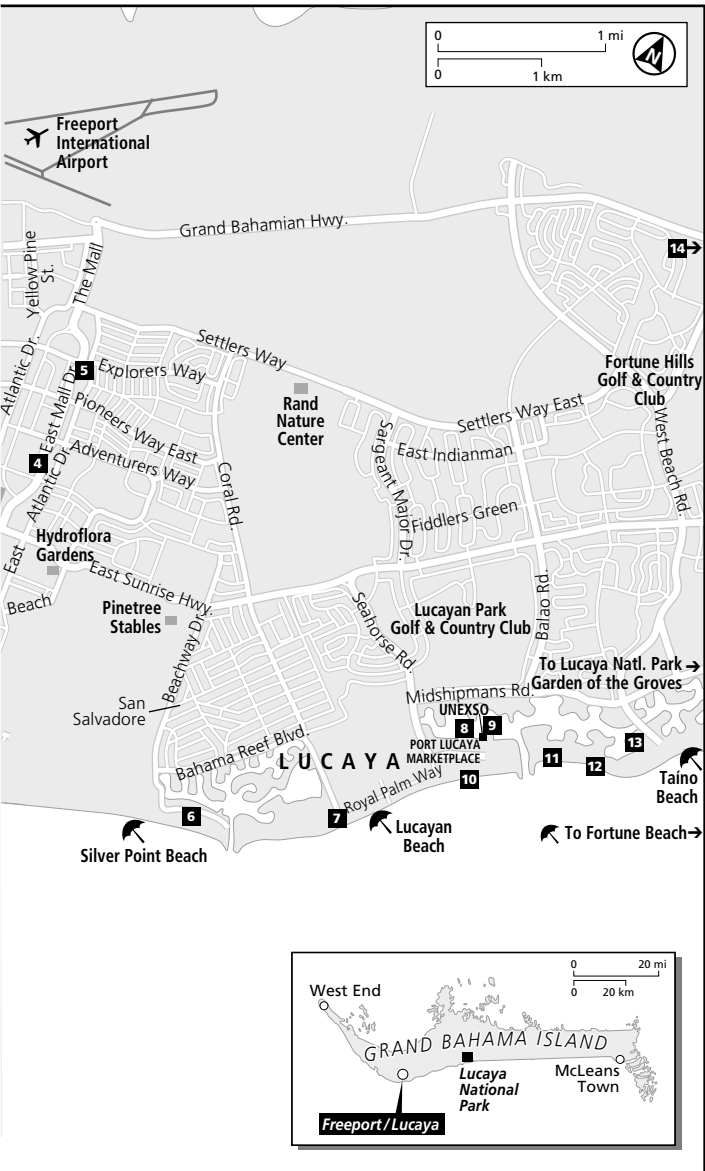 0 1 mi
0 1 km
N
Freeport
International
Airport
Grand Bahamian Hwy.
14
Yellow Pine
St.
The Mall
Atlantic Dr.
Settlers Way
5
Explorers Way
East Mall Dr.
Pioneers Way East
Adventurers Way
4
Atlantic Dr.
Rand
Nature
Center
Fortune Hills
Golf & Country
Club
Settlers Way East
West Beach Rd
East Indianman
Sargeant Major Dr.
Fiddlers Green
Coral Rd.
Hydroflora
Gardens
East
Beach
East Sunrise Hwy.
Pinetree
Stables
Beachway Dr.
San
Salvadore
Seahorse Rd.
Lucayan Park
Golf & Country Club
Balao Rd.
To Lucaya Natl. Park
Garden of the Groves
Midshipmans Rd.
UNEXSO
8
9
PORT LUCAYA
MARKETPLACE
Bahama Reef Blvd.
LUCAYA
Royal Palm Way
10
11
12
13
Taíno
Beach
6
7
Silver Point Beach
Lucayan
Beach
To Fortune Beach
0 20 mi
0 20 km
West End
GRAND BAHAMA ISLAND
Lucaya
National
Park
McLeans
Town
Freeport/Lucaya